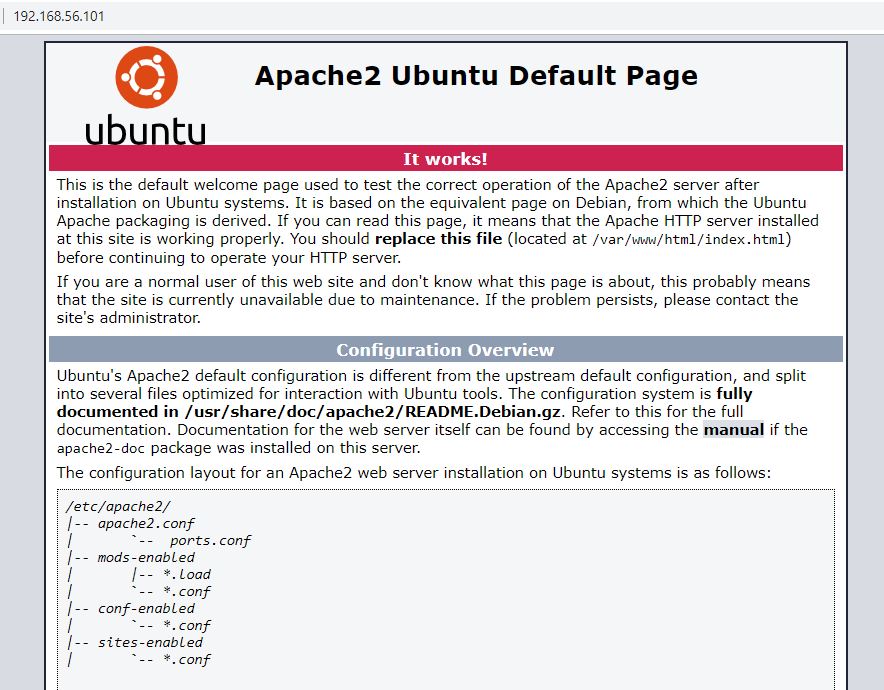 192.168.56.101
ubuntu
Apache2 Ubuntu Default Page
It works!
This is the default welcome page used to test the correct operation of the Apache2 server after
installation on Ubuntu systems. It is based on the equivalent page on Debian, from which the Ubuntu
Apache packaging is derived. If you can read this page, it means that the Apache HTTP server installed
at this site is working properly. You should replace this file (located at /var/www/html/index.html)
before continuing to operate your HTTP server.
If you are a normal user of this web site and don't know what this page is about, this probably means
that the site is currently unavailable due to maintenance. If the problem persists, please contact the
site's administrator.
Configuration Overview
Ubuntu's Apache2 default configuration is different from the upstream default configuration, and split
into several files optimized for interaction with Ubuntu tools. The configuration system is fully
documented in /usr/share/doc/apache2/README.Debian.gz. Refer to this for the full
documentation. Documentation for the web server itself can be found by accessing the manual if the
apache2-doc package was installed on this server.
The configuration layout for an Apache2 web server installation on Ubuntu systems is as follows:
/etc/apache2/
|-- apache2.conf
|       `--  ports.conf
|-- mods-enabled
|       |-- *.load
|       `-- *.conf
|-- conf-enabled
|       `-- *.conf
|-- sites-enabled
|       `-- *.conf